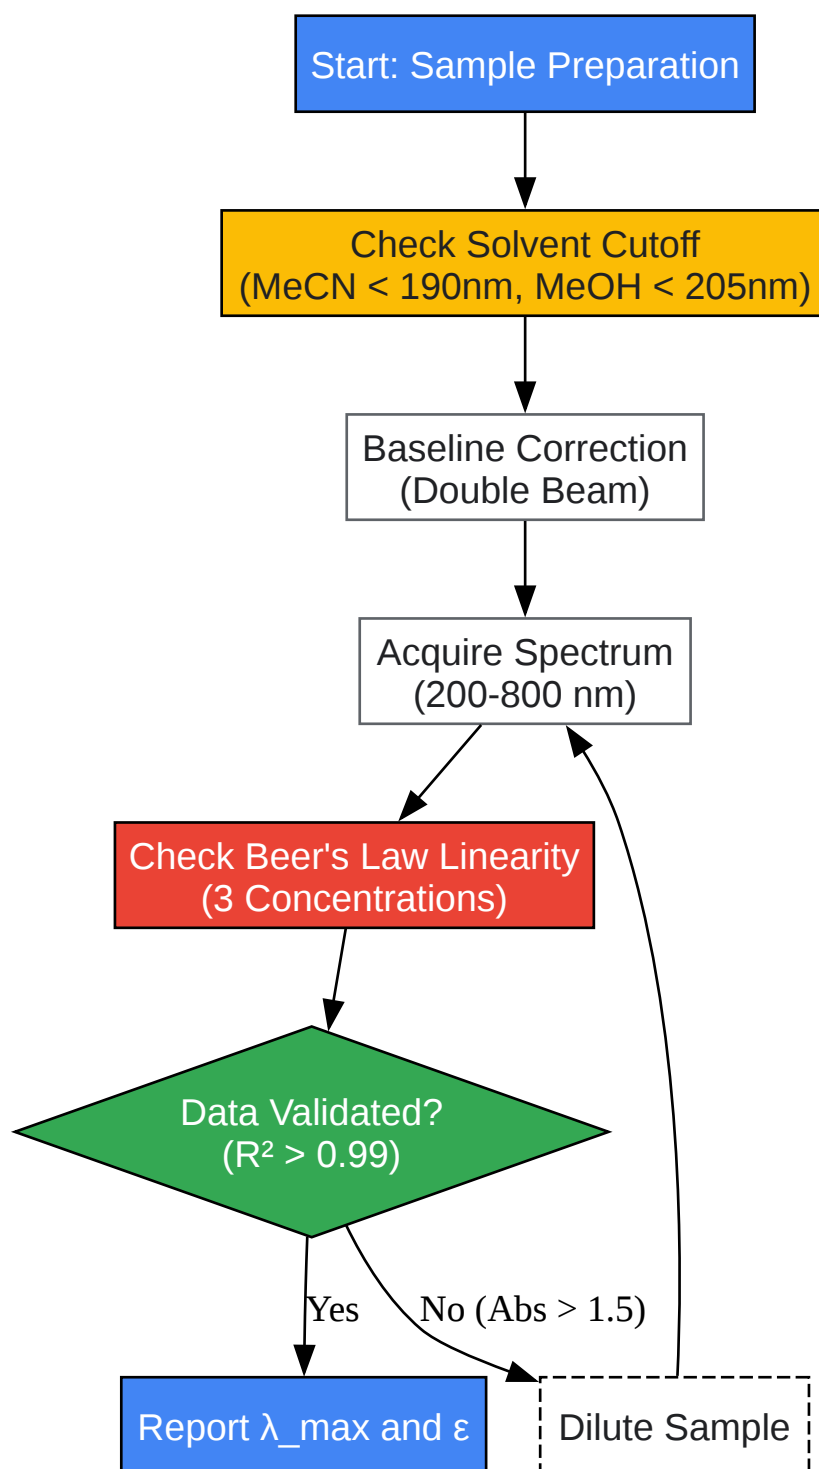 Start: Sample Preparation
Check Solvent Cutoff
(MeCN < 190nm, MeOH < 205nm)
Baseline Correction
(Double Beam)
Acquire Spectrum
(200-800 nm)
Check Beer's Law Linearity
(3 Concentrations)
Data Validated?
(R² > 0.99)
Yes
No (Abs > 1.5)
Report λ_max and ε
Dilute Sample